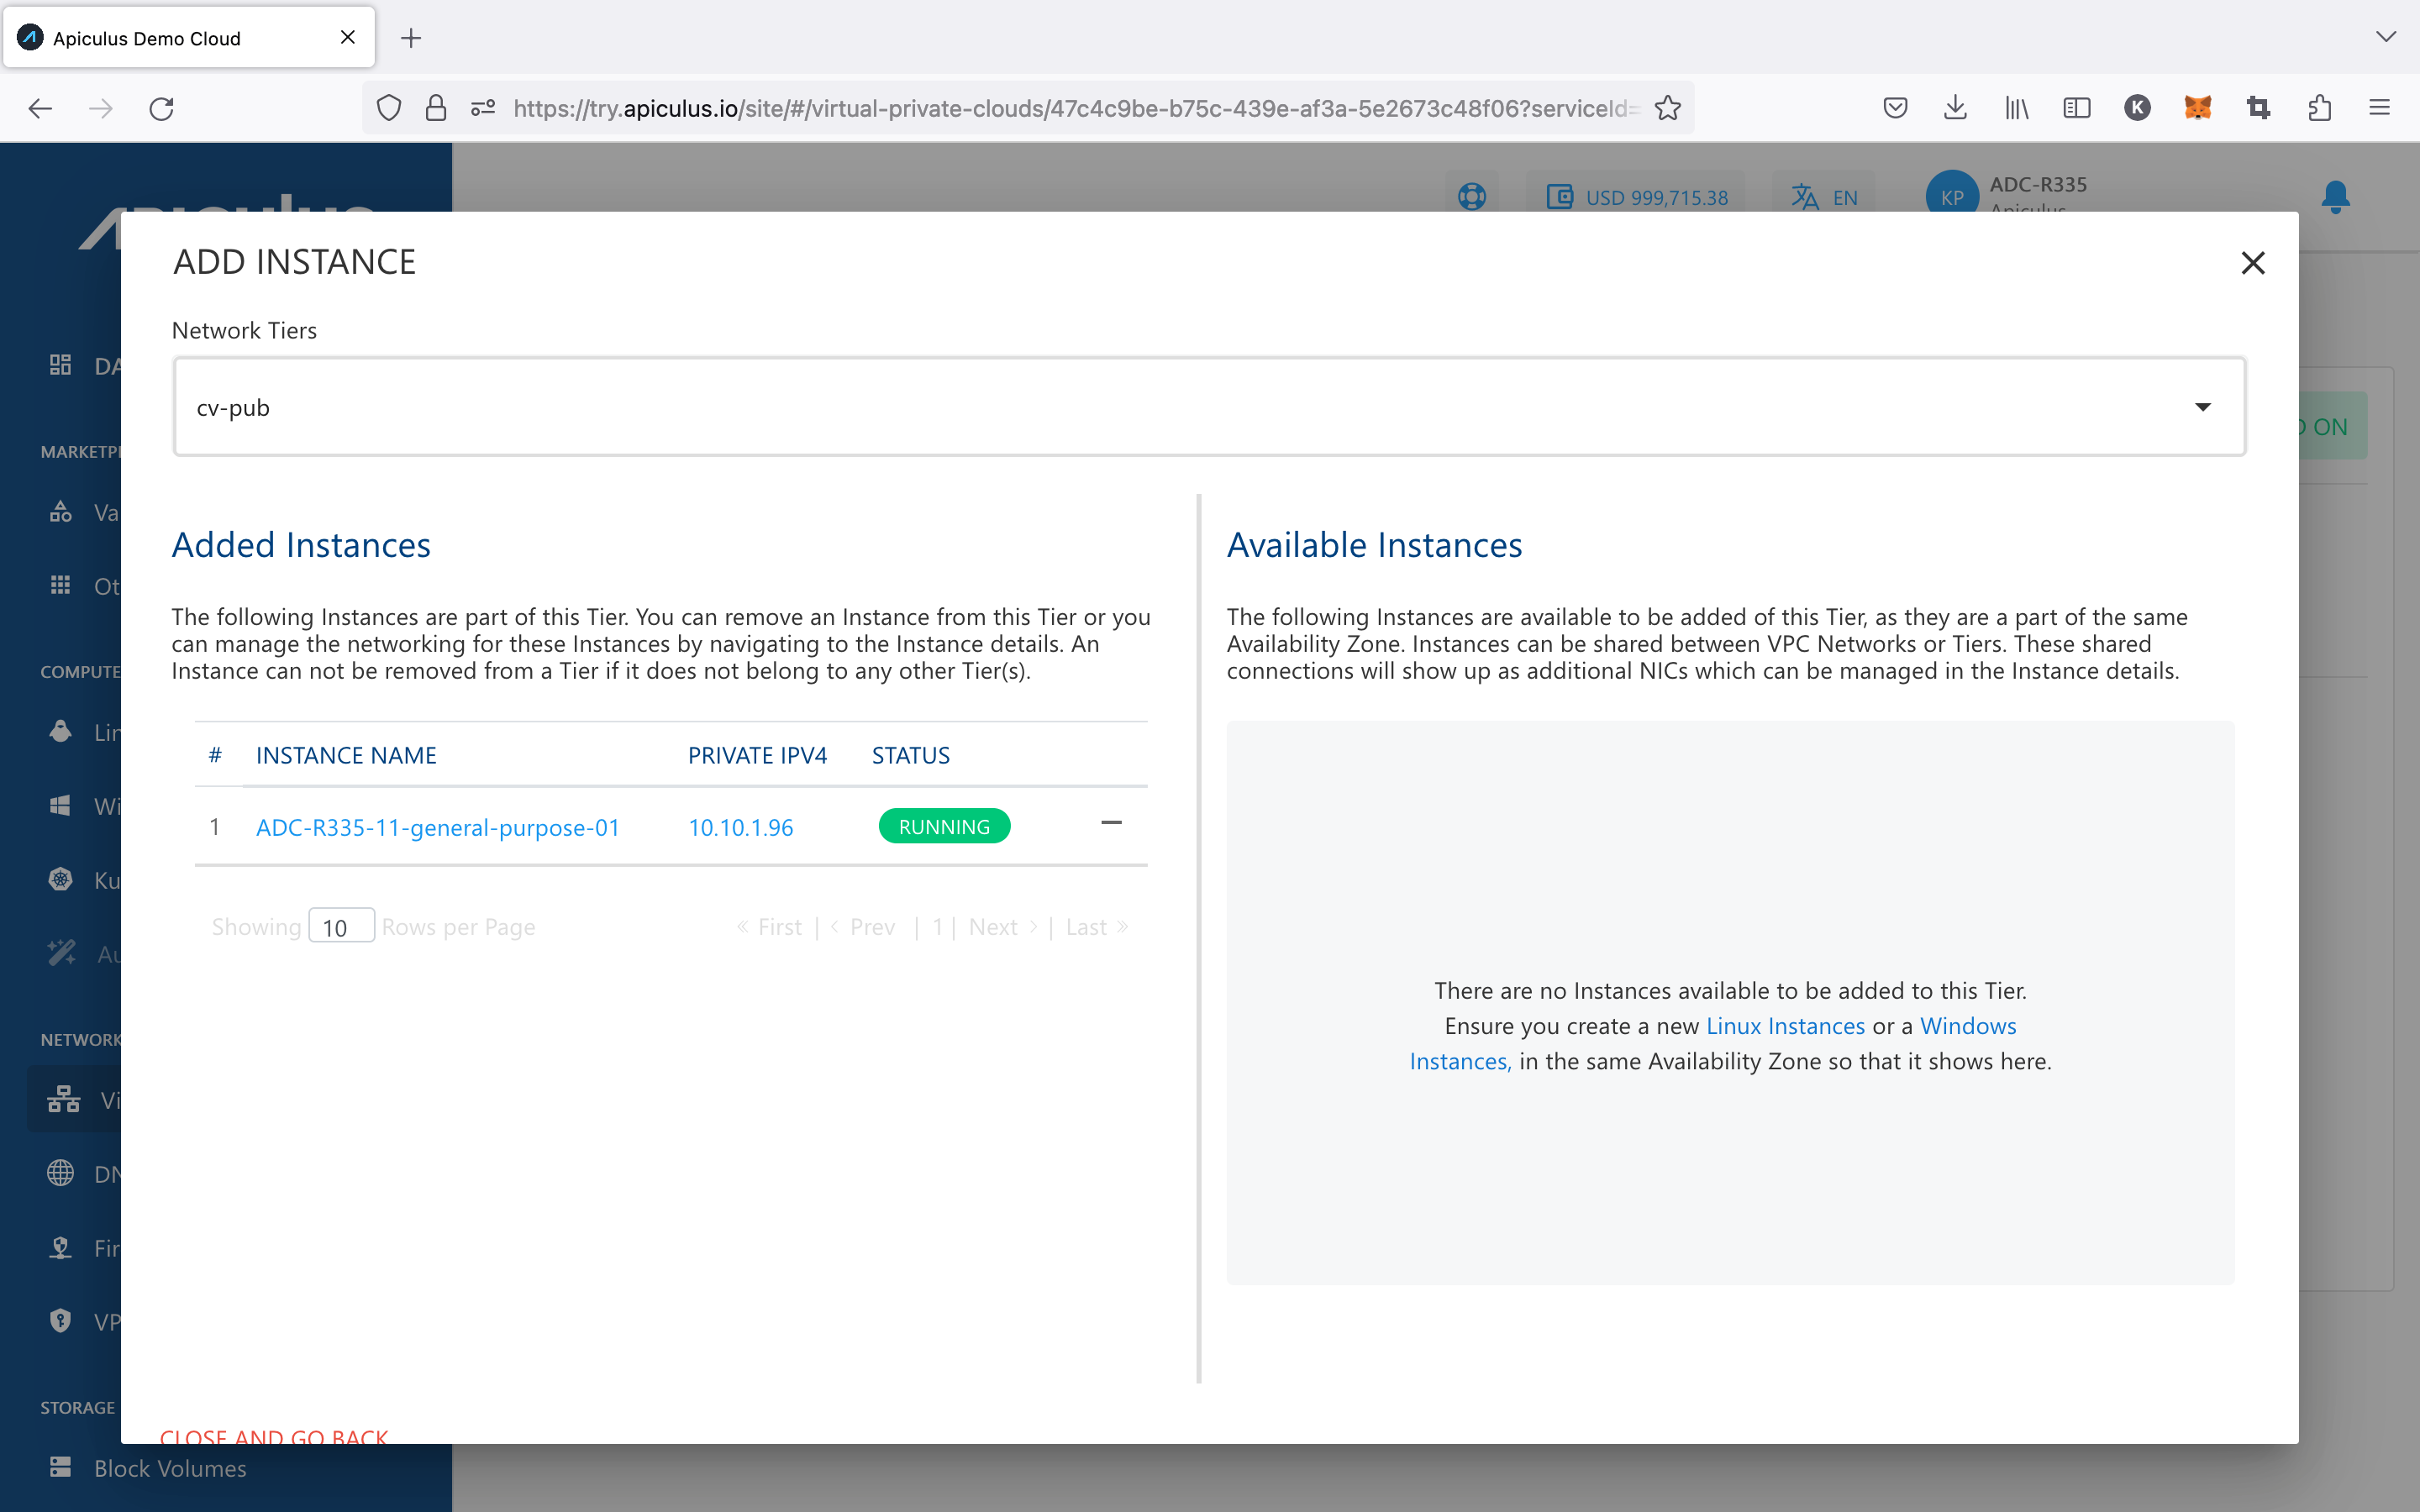 Apiculus Demo Cloud
https://try.apiculus.io/site/#/virtual-private-clouds/47c4c9be-b75c-439e-af3a-5e2673c48f06?serviceId=
K
USD 999,715.38
EN
KP
ADC-R335
ADD INSTANCE
Network Tiers
cv-pub
ON
Added Instances
The following Instances are part of this Tier. You can remove an Instance from this Tier or you
can manage the networking for these Instances by navigating to the Instance details. An
Instance can not be removed from a Tier if it does not belong to any other Tier(s).
# INSTANCE NAME PRIVATE IPV4 STATUS
1 ADC-R335-11-general-purpose-01 10.10.1.96 RUNNING
Showing 10 Rows per Page « First | < Prev | 1 | Next > | Last »
Available Instances
The following Instances are available to be added of this Tier, as they are a part of the same
Availability Zone. Instances can be shared between VPC Networks or Tiers. These shared
connections will show up as additional NICs which can be managed in the Instance details.
There are no Instances available to be added to this Tier.
Ensure you create a new Linux Instances or a Windows
Instances, in the same Availability Zone so that it shows here.
CLOSE AND GO BACK
DA
MARKETP
Va
Ot
COMPUTE
Lin
Wi
Ku
Au
NETWORK
Vi
DN
Fir
VP
STORAGE
Block Volumes